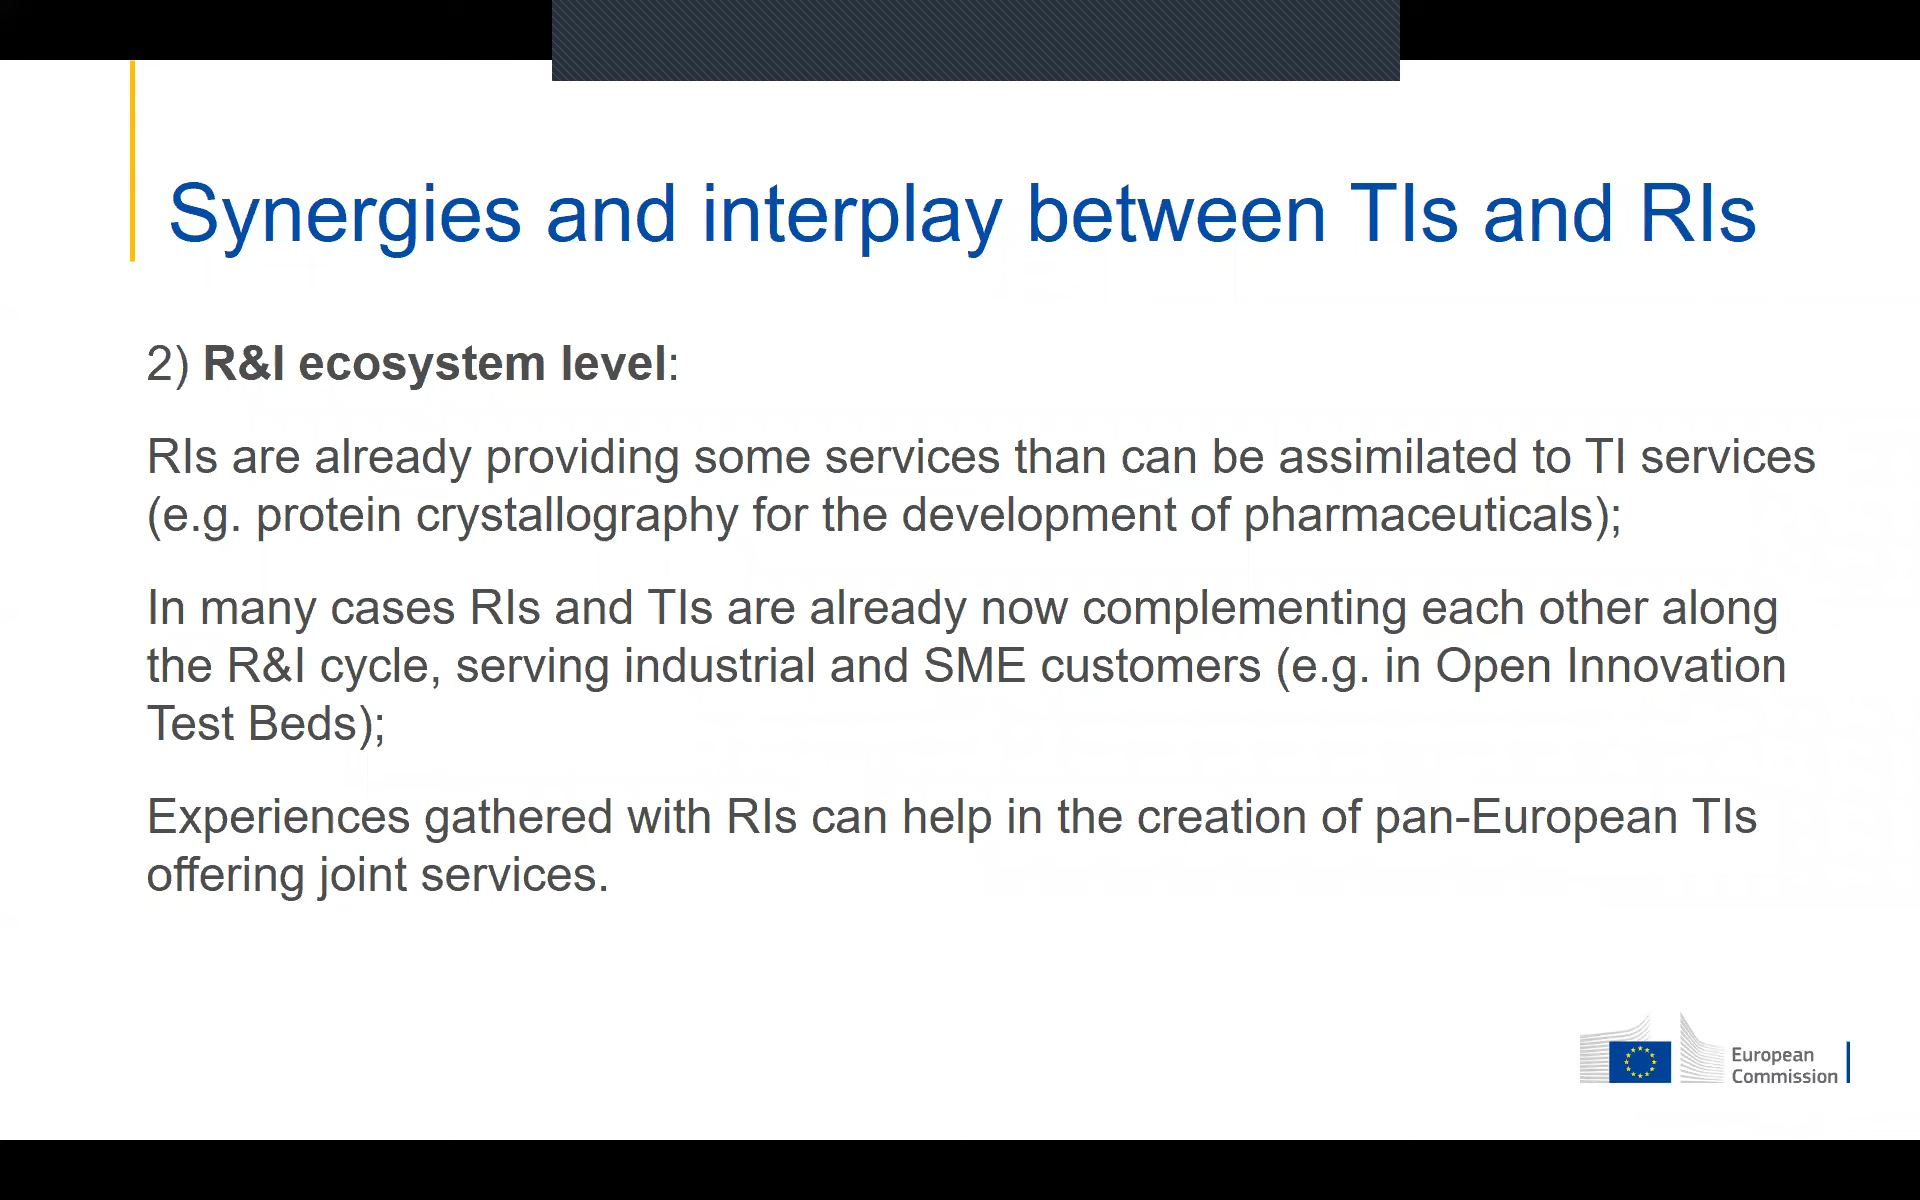 Synergies and interplay between TIs and RIs
2) R&I ecosystem level:
RIs are already providing some services than can be assimilated to TI services
(e.g. protein crystallography for the development of pharmaceuticals);
In many cases RIs and TIs are already now complementing each other along
the R&I cycle, serving industrial and SME customers (e.g. in Open Innovation
Test Beds);
Experiences gathered with RIs can help in the creation of pan-European TIs
offering joint services.
European
Commission